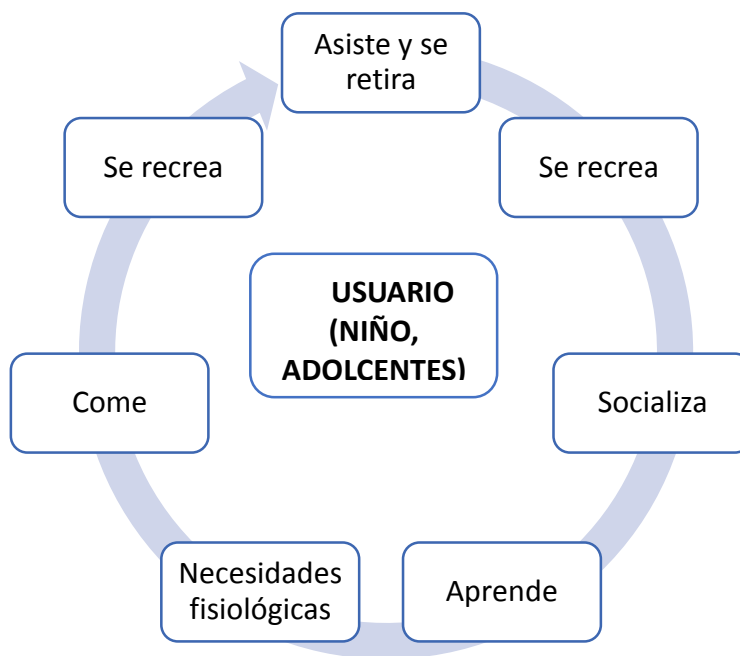 Asiste y se
retira
Se recrea
Socializa
Aprende
Necesidades
fisiológicas
Come
Se recrea
USUARIO
(NIÑO,
ADOLCENTES)